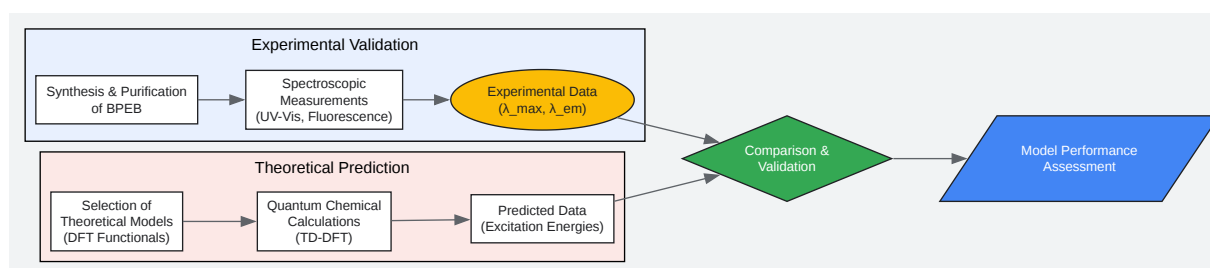 Experimental Validation
Synthesis & Purification
of BPEB
Spectroscopic
Measurements
(UV-Vis, Fluorescence)
Experimental Data
(λ_max, λ_em)
Theoretical Prediction
Selection of
Theoretical Models
(DFT Functionals)
Quantum Chemical
Calculations
(TD-DFT)
Predicted Data
(Excitation Energies)
Comparison &
Validation
Model Performance
Assessment